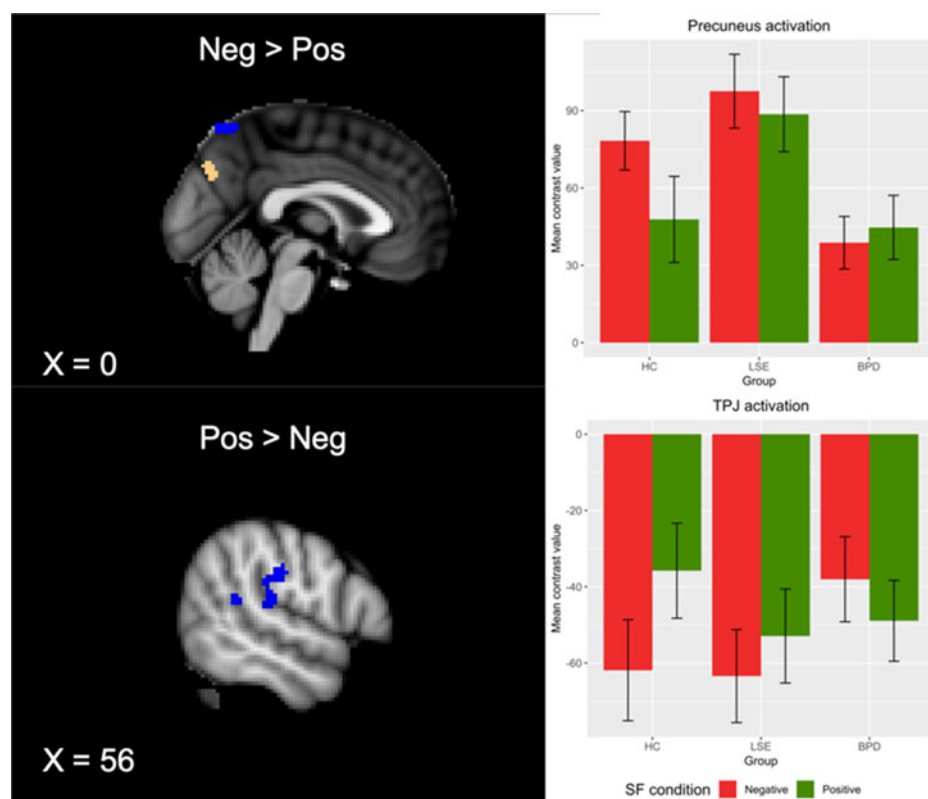 Neg > Pos
X = 0
Precuneus activation
Mean contrast value
90
60
30
0
HC
LSE
BPD
Group
Pos > Neg
X = 56
TPJ activation
Mean contrast value
0
-20
-40
-60
HC
LSE
BPD
Group
SF condition Negative Positive